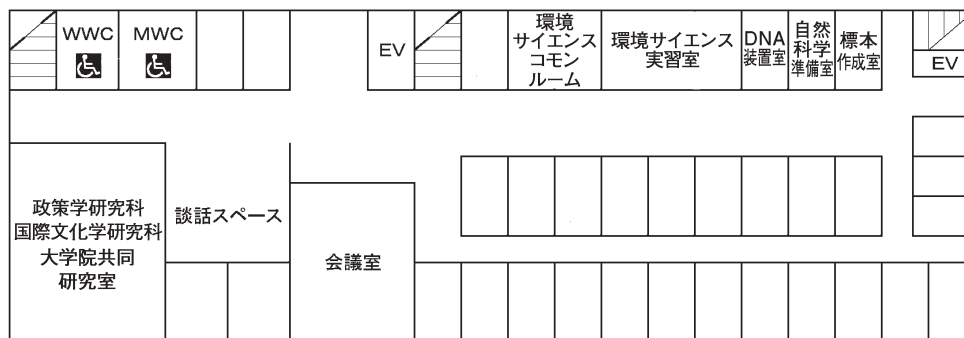 WWC
MWC
EV
環境
サイエンス
コモン
ルーム
環境サイエンス
実習室
DNA
装置室
自然
科学
準備室
標本
作成室
EV
政策学研究科
国際文化学研究科
大学院共同
研究室
談話スペース
会議室